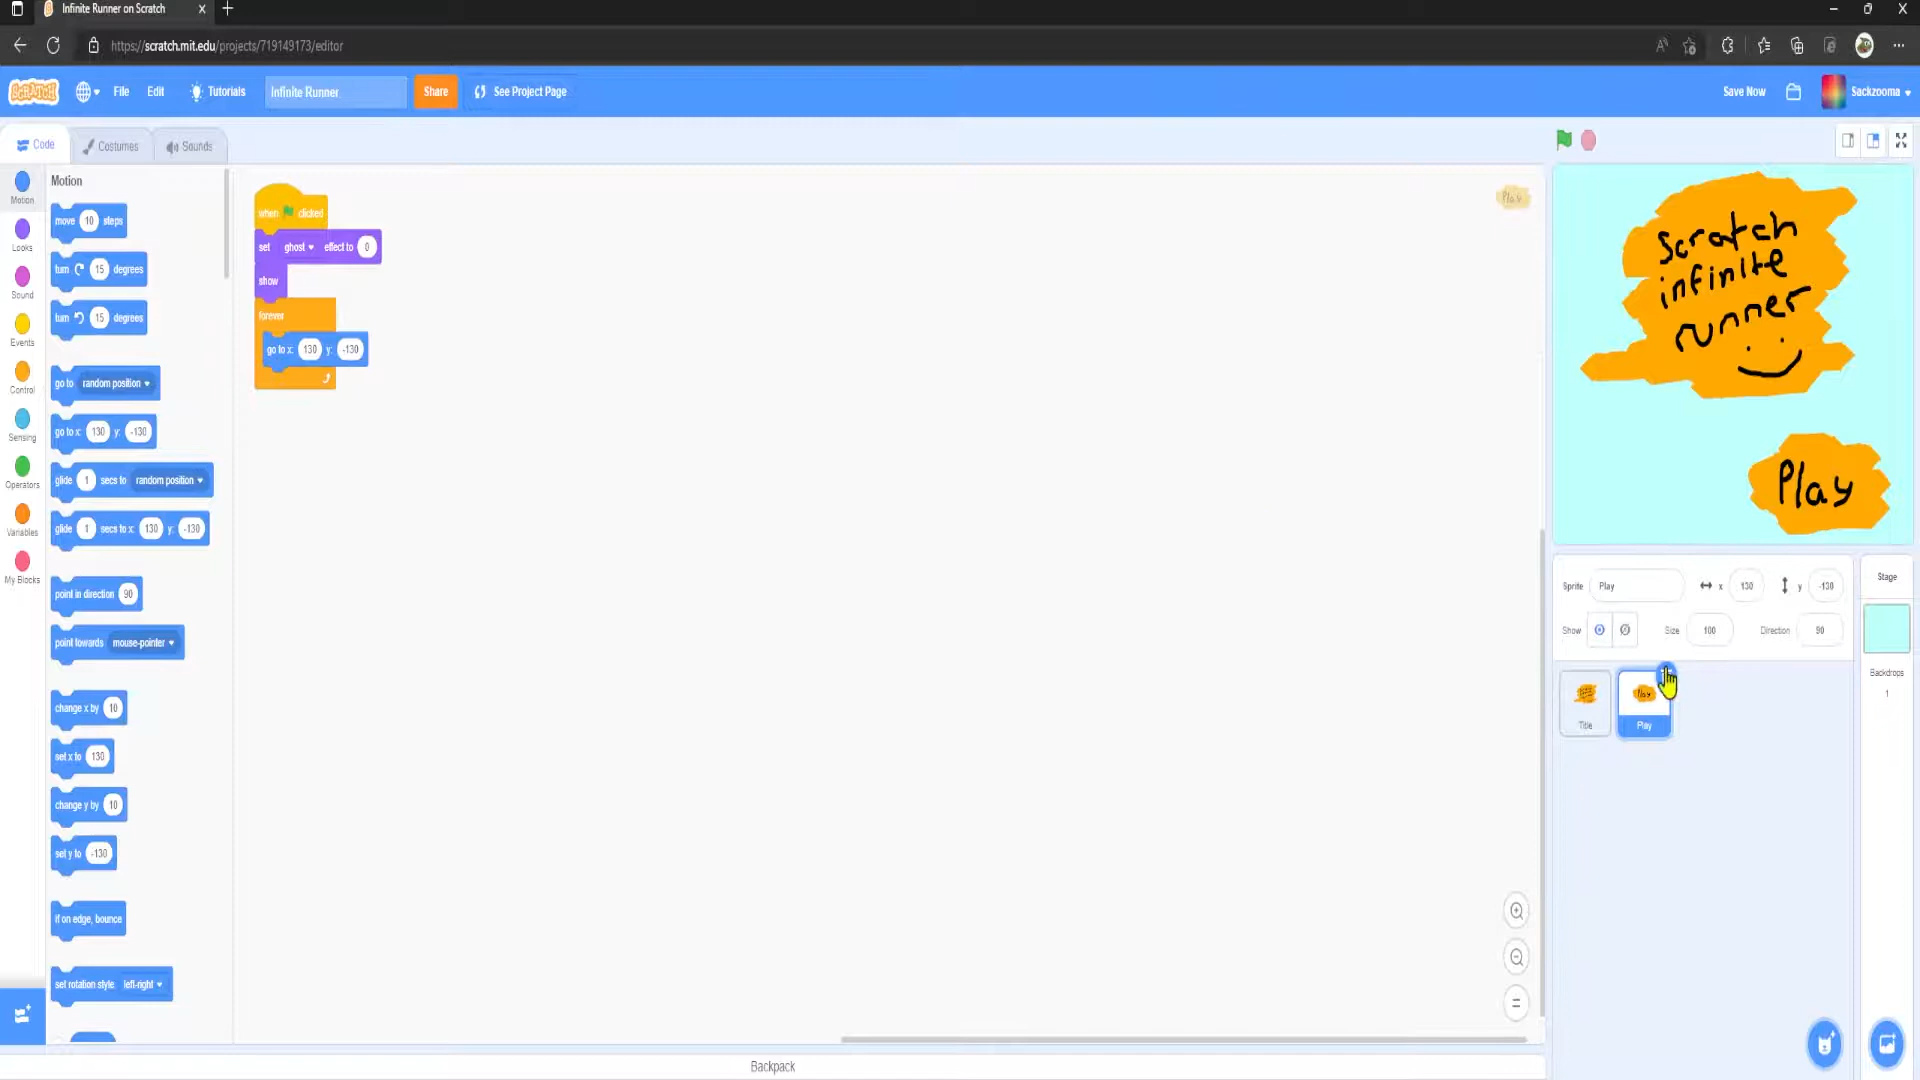 Infinite Runner on Scratch
https://scratch.mit.edu/projects/719149173/editor
SCRATCH File Edit Tutorials Infinite Runner Share See Project Page Save Now Sackzooma
Code Costumes Sounds
Motion
Looks
Sound
Events
Control
Sensing
Operators
Variables
My Blocks
Motion
move 10 steps
turn 15 degrees
turn 15 degrees
go to random position
go to x: 130 y: -130
glide 1 secs to random position
glide 1 secs to x: 130 y: -130
point in direction 90
point towards mouse-pointer
change x by 10
set x to 130
change y by 10
set y to -130
if on edge, bounce
set rotation style left-right
when clicked
set ghost effect to 0
show
forever
go to x: 130 y: -130
Play
Scratch
infinite
runner
Play
Sprite Play x 130 y -130
Show Size 100 Direction 90
Title
Play
Stage
Backdrops
1
Backpack